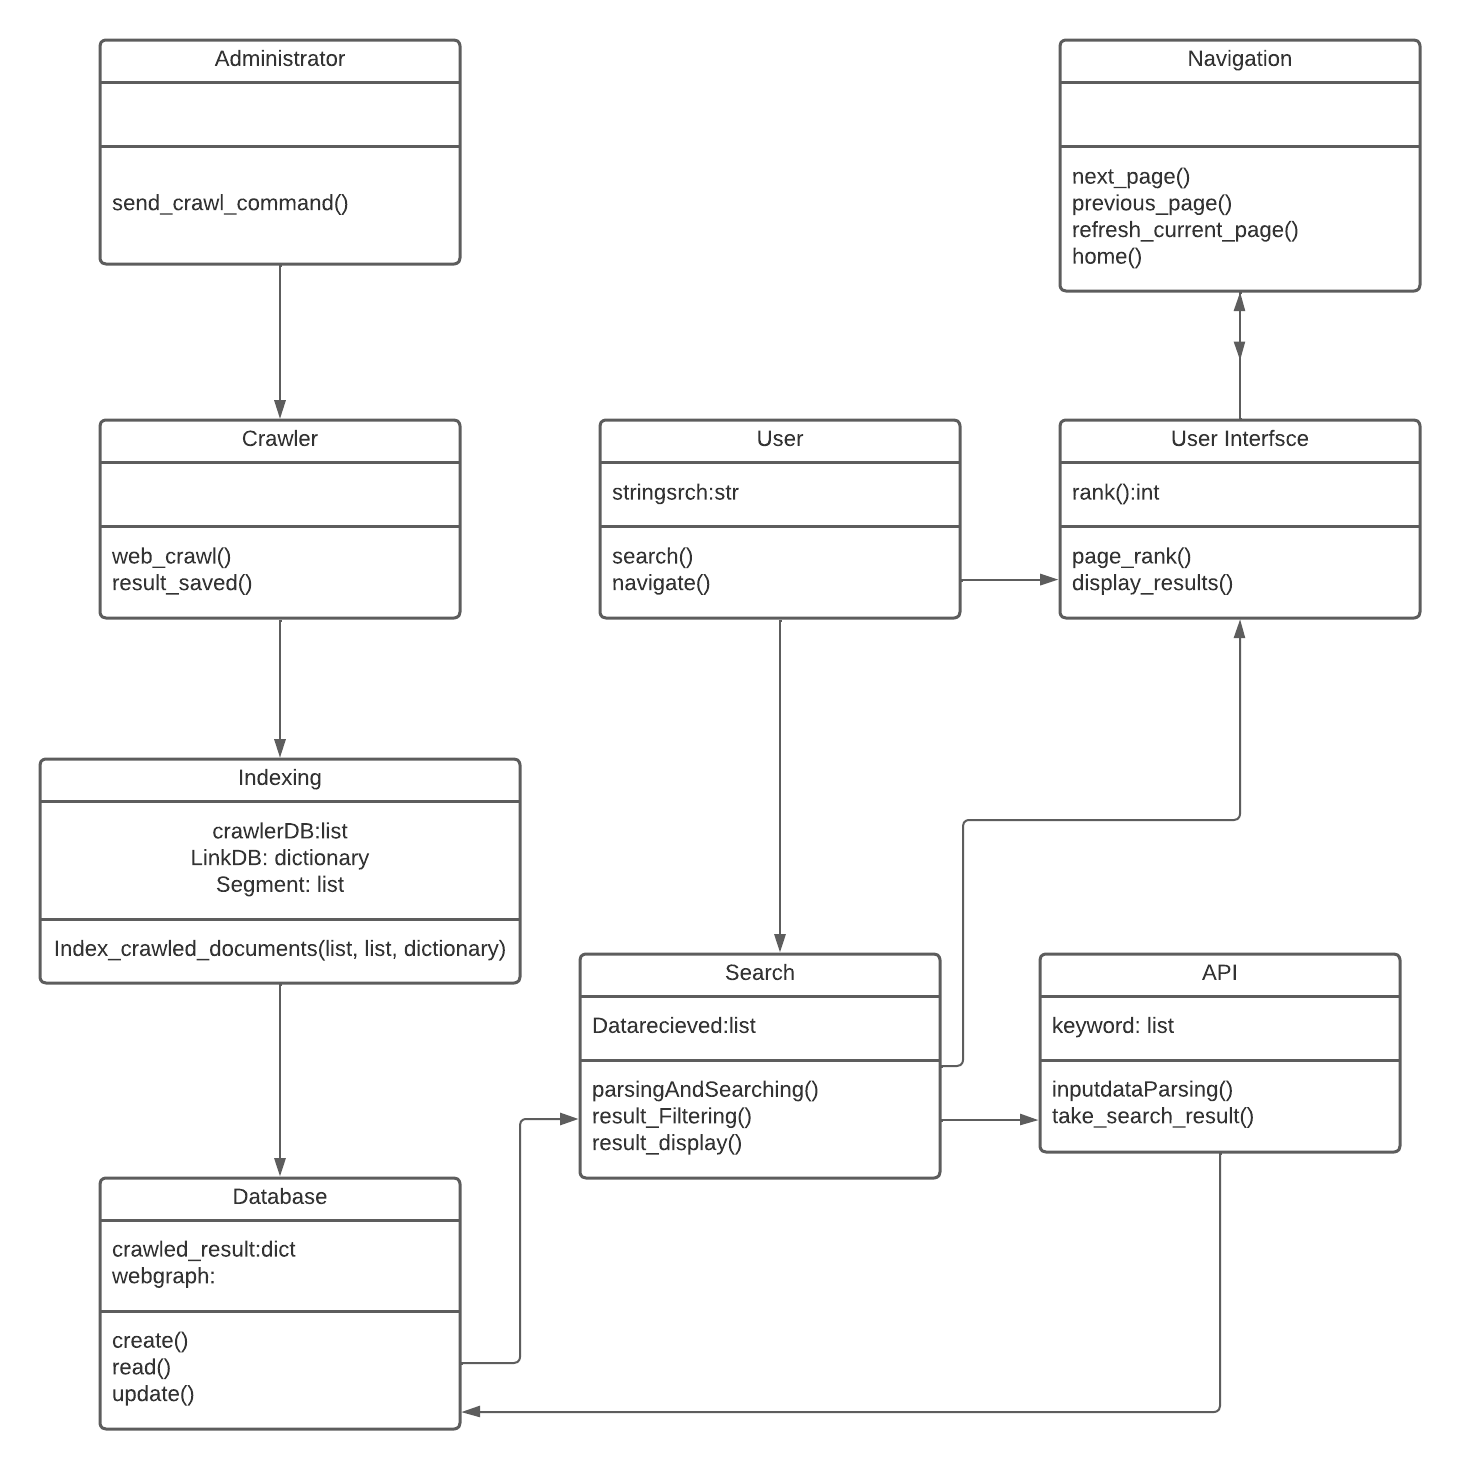 Administrator
send_crawl_command()
Navigation
next_page()
previous_page()
refresh_current_page()
home()
Crawler
web_crawl()
result_saved()
User
stringsrch:str
search()
navigate()
User Interfsce
rank():int
page_rank()
display_results()
Indexing
crawlerDB:list
LinkDB: dictionary
Segment: list
Index_crawled_documents(list, list, dictionary)
Search
Datarecieved:list
parsingAndSearching()
result_Filtering()
result_display()
API
keyword: list
inputdataParsing()
take_search_result()
Database
crawled_result:dict
webgraph:
create()
read()
update()